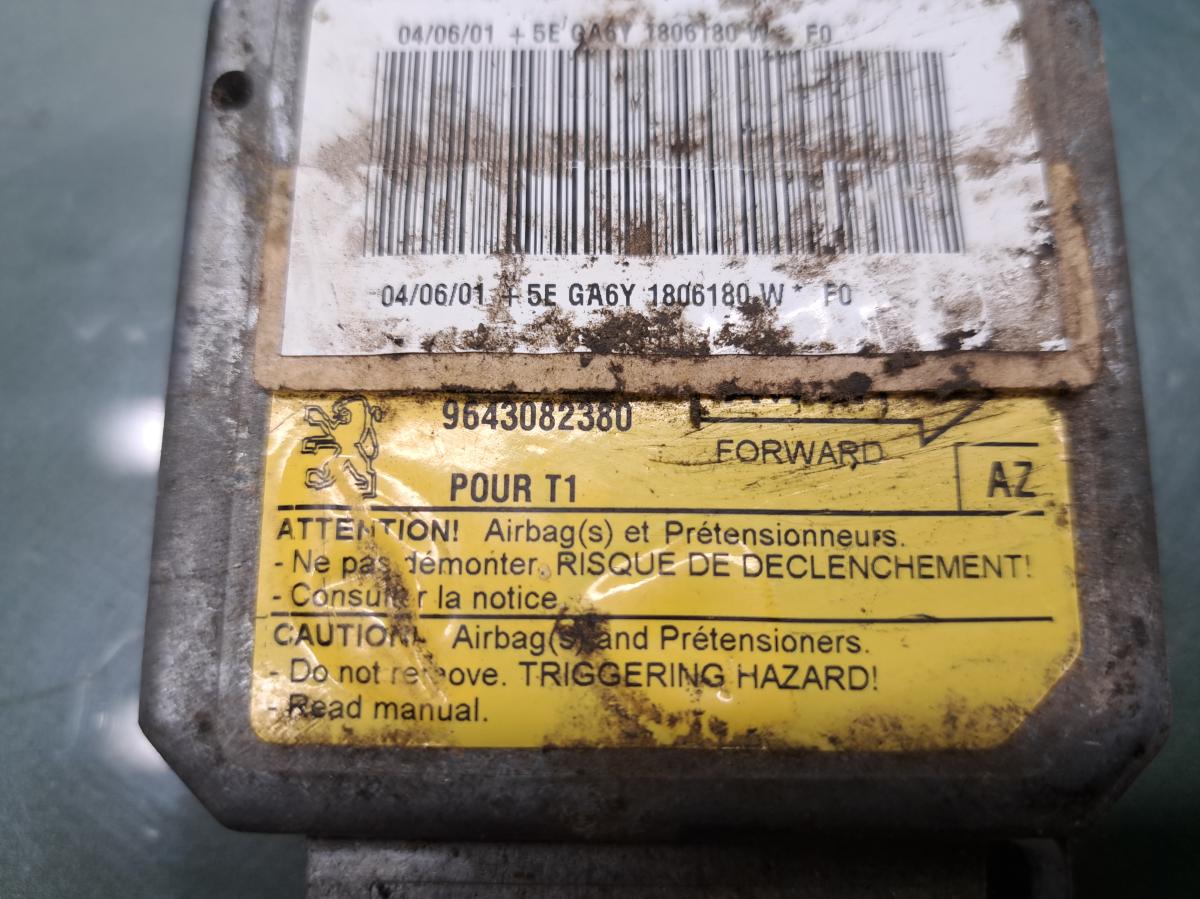 04/06/01 + 5E GA6Y 1806180 W * F0
04/06/01 + 5E GA6Y 1806180 W * F0
9643082380
FORWARD
POUR T1
AZ
ATTENTION! Airbag(s) et Prétensionneurs.
- Ne pas démonter. RISQUE DE DECLENCHEMENT!
- Consulter la notice.
CAUTION! Airbag(s) and Prétensioners.
- Do not remove. TRIGGERING HAZARD!
- Read manual.